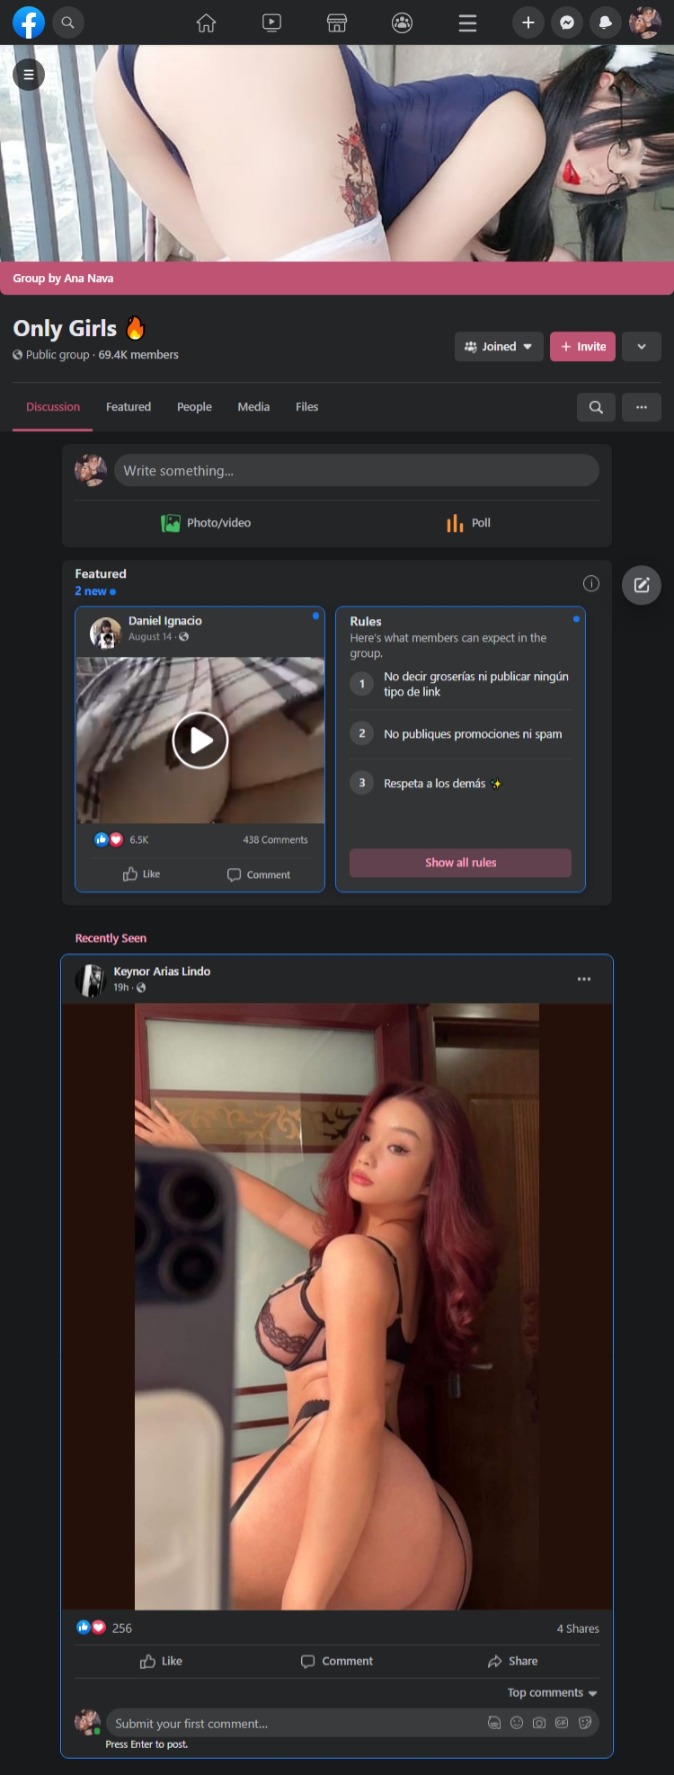 Group by Ana Nava
Only Girls 🔥
Public group · 69.4K members
Joined
+ Invite
Discussion
Featured
People
Media
Files
Write something...
Photo/video
Poll
Featured
2 new
Daniel Ignacio
August 14 ·
6.5K
438 Comments
Like
Comment
Rules
Here's what members can expect in the
group.
1
No decir groserías ni publicar ningún
tipo de link
2
No publiques promociones ni spam
3
Respeta a los demás ✨
Show all rules
Recently Seen
Keynor Arias Lindo
19h ·
256
4 Shares
Like
Comment
Share
Top comments
Submit your first comment...
GIF
Press Enter to post.